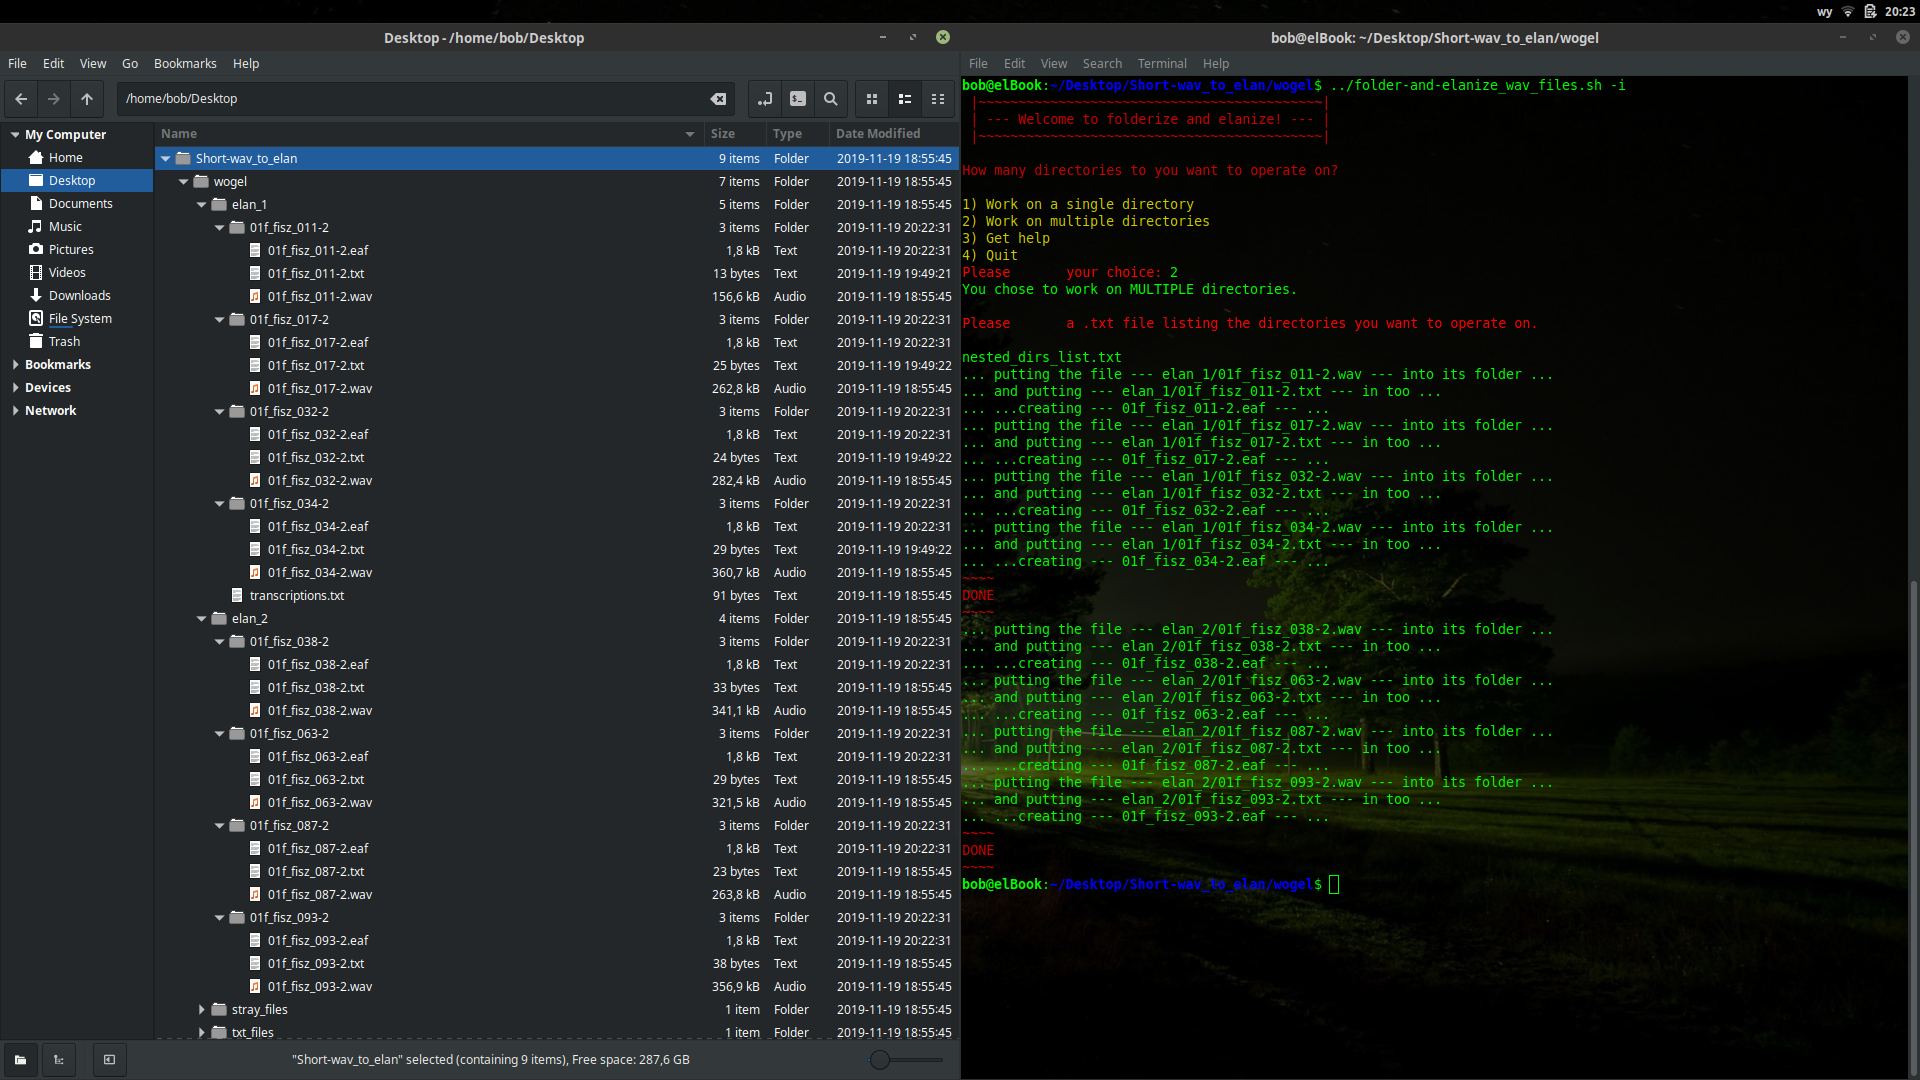 wy 20:23
Desktop - /home/bob/Desktop
File Edit View Go Bookmarks Help
/home/bob/Desktop
My Computer
Home
Desktop
Documents
Music
Pictures
Videos
Downloads
File System
Trash
Bookmarks
Devices
Network
Name Size Type Date Modified
Short-wav_to_elan 9 items Folder 2019-11-19 18:55:45
wogel 7 items Folder 2019-11-19 18:55:45
elan_1 5 items Folder 2019-11-19 18:55:45
01f_fisz_011-2 3 items Folder 2019-11-19 20:22:31
01f_fisz_011-2.eaf 1,8 kB Text 2019-11-19 20:22:31
01f_fisz_011-2.txt 13 bytes Text 2019-11-19 19:49:21
01f_fisz_011-2.wav 156,6 kB Audio 2019-11-19 18:55:45
01f_fisz_017-2 3 items Folder 2019-11-19 20:22:31
01f_fisz_017-2.eaf 1,8 kB Text 2019-11-19 20:22:31
01f_fisz_017-2.txt 25 bytes Text 2019-11-19 19:49:22
01f_fisz_017-2.wav 262,8 kB Audio 2019-11-19 18:55:45
01f_fisz_032-2 3 items Folder 2019-11-19 20:22:31
01f_fisz_032-2.eaf 1,8 kB Text 2019-11-19 20:22:31
01f_fisz_032-2.txt 24 bytes Text 2019-11-19 19:49:22
01f_fisz_032-2.wav 282,4 kB Audio 2019-11-19 18:55:45
01f_fisz_034-2 3 items Folder 2019-11-19 20:22:31
01f_fisz_034-2.eaf 1,8 kB Text 2019-11-19 20:22:31
01f_fisz_034-2.txt 29 bytes Text 2019-11-19 19:49:22
01f_fisz_034-2.wav 360,7 kB Audio 2019-11-19 18:55:45
transcriptions.txt 91 bytes Text 2019-11-19 18:55:45
elan_2 4 items Folder 2019-11-19 18:55:45
01f_fisz_038-2 3 items Folder 2019-11-19 20:22:31
01f_fisz_038-2.eaf 1,8 kB Text 2019-11-19 20:22:31
01f_fisz_038-2.txt 33 bytes Text 2019-11-19 18:55:45
01f_fisz_038-2.wav 341,1 kB Audio 2019-11-19 18:55:45
01f_fisz_063-2 3 items Folder 2019-11-19 20:22:31
01f_fisz_063-2.eaf 1,8 kB Text 2019-11-19 20:22:31
01f_fisz_063-2.txt 29 bytes Text 2019-11-19 18:55:45
01f_fisz_063-2.wav 321,5 kB Audio 2019-11-19 18:55:45
01f_fisz_087-2 3 items Folder 2019-11-19 20:22:31
01f_fisz_087-2.eaf 1,8 kB Text 2019-11-19 20:22:31
01f_fisz_087-2.txt 23 bytes Text 2019-11-19 18:55:45
01f_fisz_087-2.wav 263,8 kB Audio 2019-11-19 18:55:45
01f_fisz_093-2 3 items Folder 2019-11-19 20:22:31
01f_fisz_093-2.eaf 1,8 kB Text 2019-11-19 20:22:31
01f_fisz_093-2.txt 38 bytes Text 2019-11-19 18:55:45
01f_fisz_093-2.wav 356,9 kB Audio 2019-11-19 18:55:45
stray_files 1 item Folder 2019-11-19 18:55:45
txt_files 1 item Folder 2019-11-19 18:55:45
"Short-wav_to_elan" selected (containing 9 items), Free space: 287,6 GB
bob@elBook: ~/Desktop/Short-wav_to_elan/wogel
File Edit View Search Terminal Help
bob@elBook:~/Desktop/Short-wav_to_elan/wogel$ ../folder-and-elanize_wav_files.sh -i
|~~~~~~~~~~~~~~~~~~~~~~~~~~~~~~~~~~~~~~~~~~~|
| --- Welcome to folderize and elanize! --- |
|~~~~~~~~~~~~~~~~~~~~~~~~~~~~~~~~~~~~~~~~~~~|
How many directories to you want to operate on?
1) Work on a single directory
2) Work on multiple directories
3) Get help
4) Quit
Please your choice: 2
You chose to work on MULTIPLE directories.
Please a .txt file listing the directories you want to operate on.
nested_dirs_list.txt
... putting the file --- elan_1/01f_fisz_011-2.wav --- into its folder ...
... and putting --- elan_1/01f_fisz_011-2.txt --- in too ...
... ...creating --- 01f_fisz_011-2.eaf --- ...
... putting the file --- elan_1/01f_fisz_017-2.wav --- into its folder ...
... and putting --- elan_1/01f_fisz_017-2.txt --- in too ...
... ...creating --- 01f_fisz_017-2.eaf --- ...
... putting the file --- elan_1/01f_fisz_032-2.wav --- into its folder ...
... and putting --- elan_1/01f_fisz_032-2.txt --- in too ...
... ...creating --- 01f_fisz_032-2.eaf --- ...
... putting the file --- elan_1/01f_fisz_034-2.wav --- into its folder ...
... and putting --- elan_1/01f_fisz_034-2.txt --- in too ...
... ...creating --- 01f_fisz_034-2.eaf --- ...
~~~~
DONE
~~~~
... putting the file --- elan_2/01f_fisz_038-2.wav --- into its folder ...
... and putting --- elan_2/01f_fisz_038-2.txt --- in too ...
... ...creating --- 01f_fisz_038-2.eaf --- ...
... putting the file --- elan_2/01f_fisz_063-2.wav --- into its folder ...
... and putting --- elan_2/01f_fisz_063-2.txt --- in too ...
... ...creating --- 01f_fisz_063-2.eaf --- ...
... putting the file --- elan_2/01f_fisz_087-2.wav --- into its folder ...
... and putting --- elan_2/01f_fisz_087-2.txt --- in too ...
... ...creating --- 01f_fisz_087-2.eaf --- ...
... putting the file --- elan_2/01f_fisz_093-2.wav --- into its folder ...
... and putting --- elan_2/01f_fisz_093-2.txt --- in too ...
... ...creating --- 01f_fisz_093-2.eaf --- ...
~~~~
DONE
~~~~
bob@elBook:~/Desktop/Short-wav_to_elan/wogel$